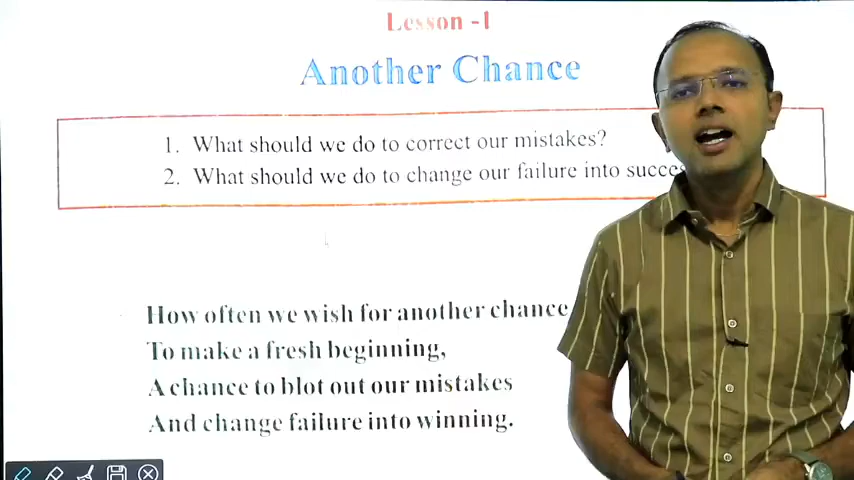 Lesson -1
Another Chance
1. What should we do to correct our mistakes?
2. What should we do to change our failure into succes
How often we wish for another chance
To make a fresh beginning,
A chance to blot out our mistakes
And change failure into winning.